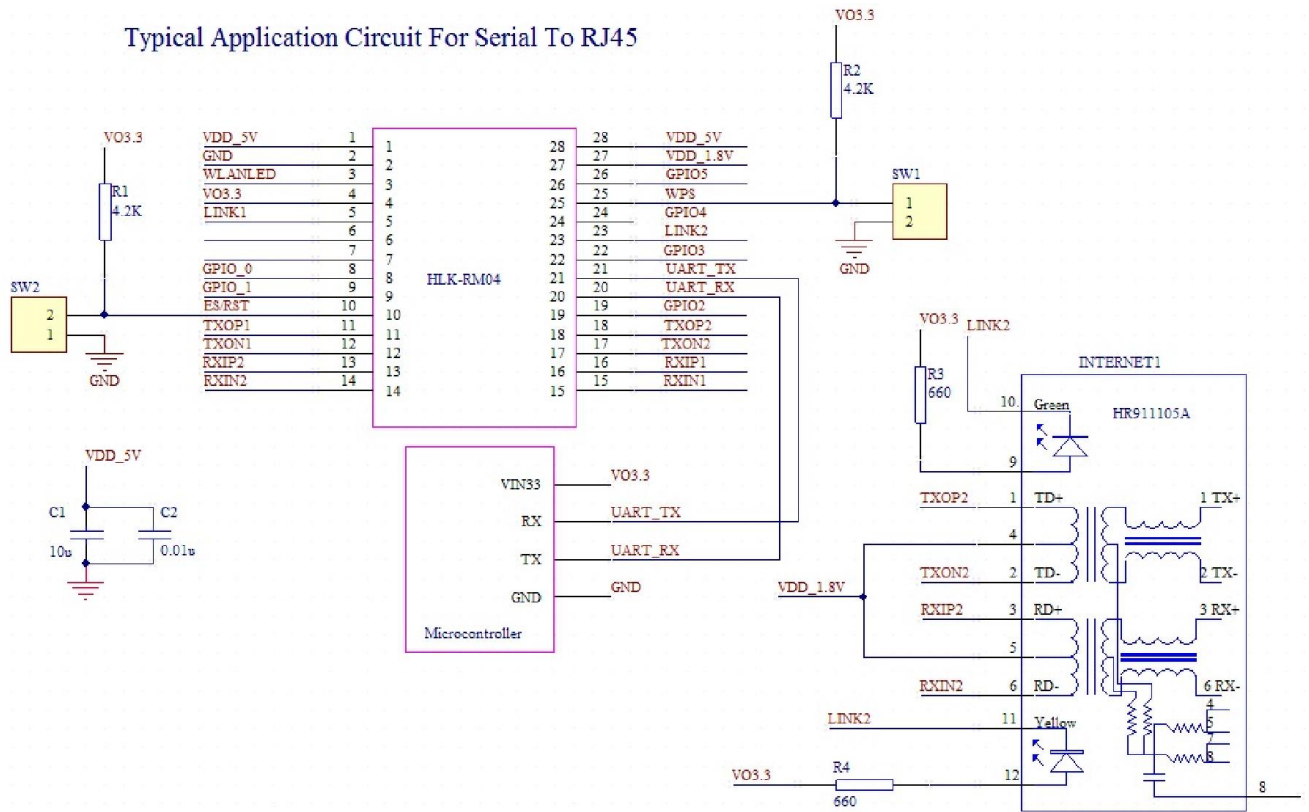 Typical Application Circuit For Serial To RJ45
VO3.3
R2
4.2K
SW1
1
2
GND
VO3.3
R1
4.2K
SW2
2
1
GND
VDD_5V 1 1
GND 2 2
WLANLED 3 3
VO3.3 4 4
LINK1 5 5
6 6
7 7
GPIO_0 8 8
GPIO_1 9 9
ES/RST 10 10
TXOP1 11 11
TXON1 12 12
RXIP2 13 13
RXIN2 14 14
HLK-RM04
28 28 VDD_5V
27 27 VDD_1.8V
26 26 GPIO5
25 25 WPS
24 24 GPIO4
23 23 LINK2
22 22 GPIO3
21 21 UART_TX
20 20 UART_RX
19 19 GPIO2
18 18 TXOP2
17 17 TXON2
16 16 RXIP1
15 15 RXIN1
VDD_5V
C1
10u
C2
0.01u
VIN33 VO3.3
RX UART_TX
TX UART_RX
GND GND
Microcontroller
VO3.3
LINK2
R3
660
INTERNET1
HR911105A
10. Green
9
TXOP2 1 TD+ 1 TX+
4
TXON2 2 TD- 2 TX-
VDD_1.8V
RXIP2 3 RD+ 3 RX+
5
RXIN2 6 RD- 6 RX-
4
5
7
8
LINK2 11 Yellow
VO3.3
R4
660
12
8